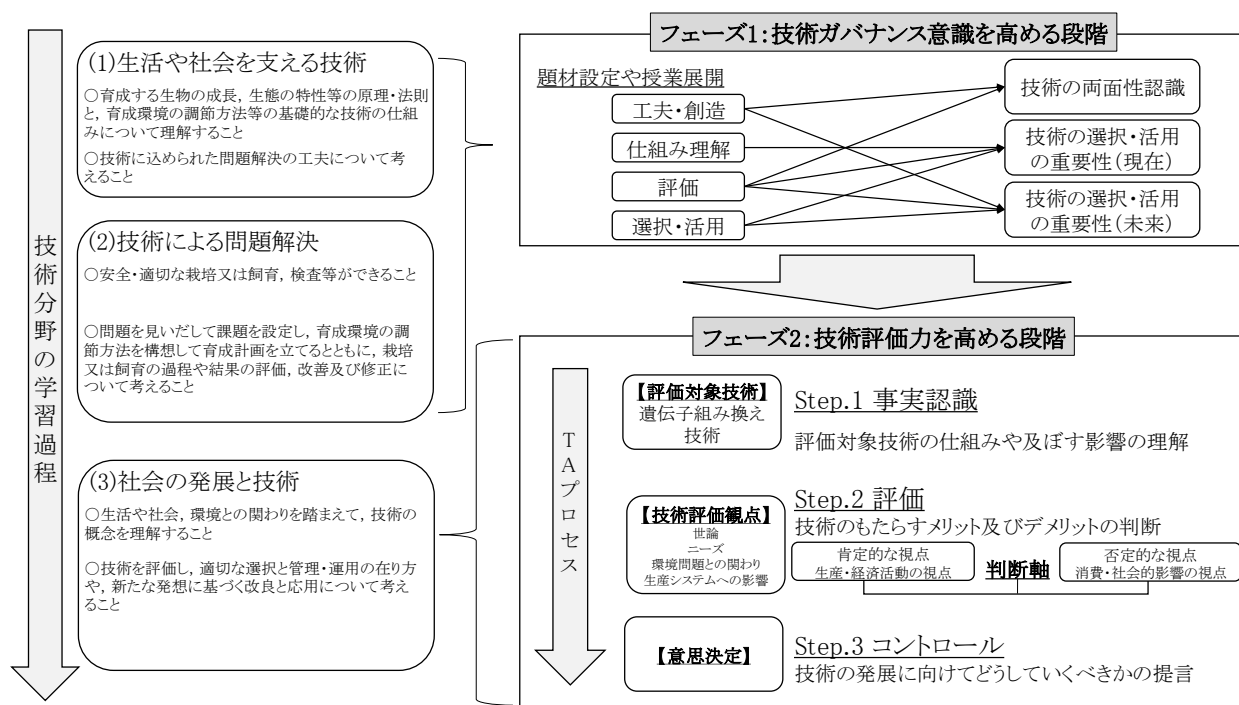 技術分野の学習過程
(1)生活や社会を支える技術
○育成する生物の成長，生態の特性等の原理・法則
と，育成環境の調節方法等の基礎的な技術の仕組
みについて理解すること
○技術に込められた問題解決の工夫について考
えること
(2)技術による問題解決
○安全・適切な栽培又は飼育，検査等ができること
○問題を見いだして課題を設定し，育成環境の調
節方法を構想して育成計画を立てるとともに，栽培
又は飼育の過程や結果の評価，改善及び修正に
ついて考えること
(3)社会の発展と技術
○生活や社会，環境との関わりを踏まえて，技術の
概念を理解すること
○技術を評価し，適切な選択と管理・運用の在り方
や，新たな発想に基づく改良と応用について考え
ること
フェーズ1：技術ガバナンス意識を高める段階
題材設定や授業展開
工夫・創造
仕組み理解
評価
選択・活用
技術の両面性認識
技術の選択・活用
の重要性(現在)
技術の選択・活用
の重要性(未来)
フェーズ2：技術評価力を高める段階
TAプロセス
【評価対象技術】
遺伝子組み換え
技術
Step.1 事実認識
評価対象技術の仕組みや及ぼす影響の理解
【技術評価観点】
世論
ニーズ
環境問題との関わり
生産システムへの影響
Step.2 評価
技術のもたらすメリット及びデメリットの判断
肯定的な視点
生産・経済活動の視点
判断軸
否定的な視点
消費・社会的影響の視点
【意思決定】
Step.3 コントロール
技術の発展に向けてどうしていくべきかの提言